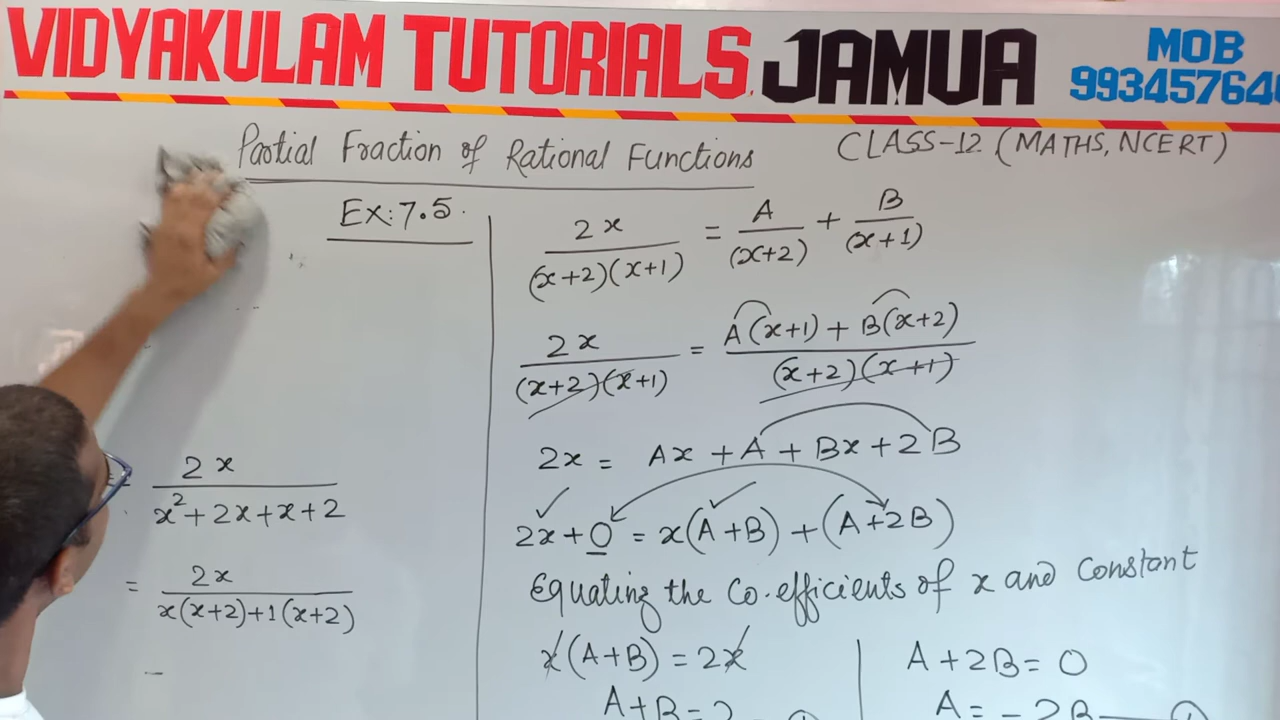 VIDYAKULAM TUTORIALS, JAMUA
MOB
993457640
Partial Fraction of Rational Functions
CLASS-12 (MATHS, NCERT)
Ex: 7.5.
= 2x / (x²+2x+x+2)
= 2x / (x(x+2)+1(x+2))
2x / ((x+2)(x+1)) = A / (x+2) + B / (x+1)
2x / ((x+2)(x+1)) = (A(x+1) + B(x+2)) / ((x+2)(x+1))
2x = Ax + A + Bx + 2B
2x + 0 = x(A+B) + (A+2B)
Equating the Co.efficients of x and Constant
x(A+B) = 2x
A+B = 2
A+2B = 0
A = -2B